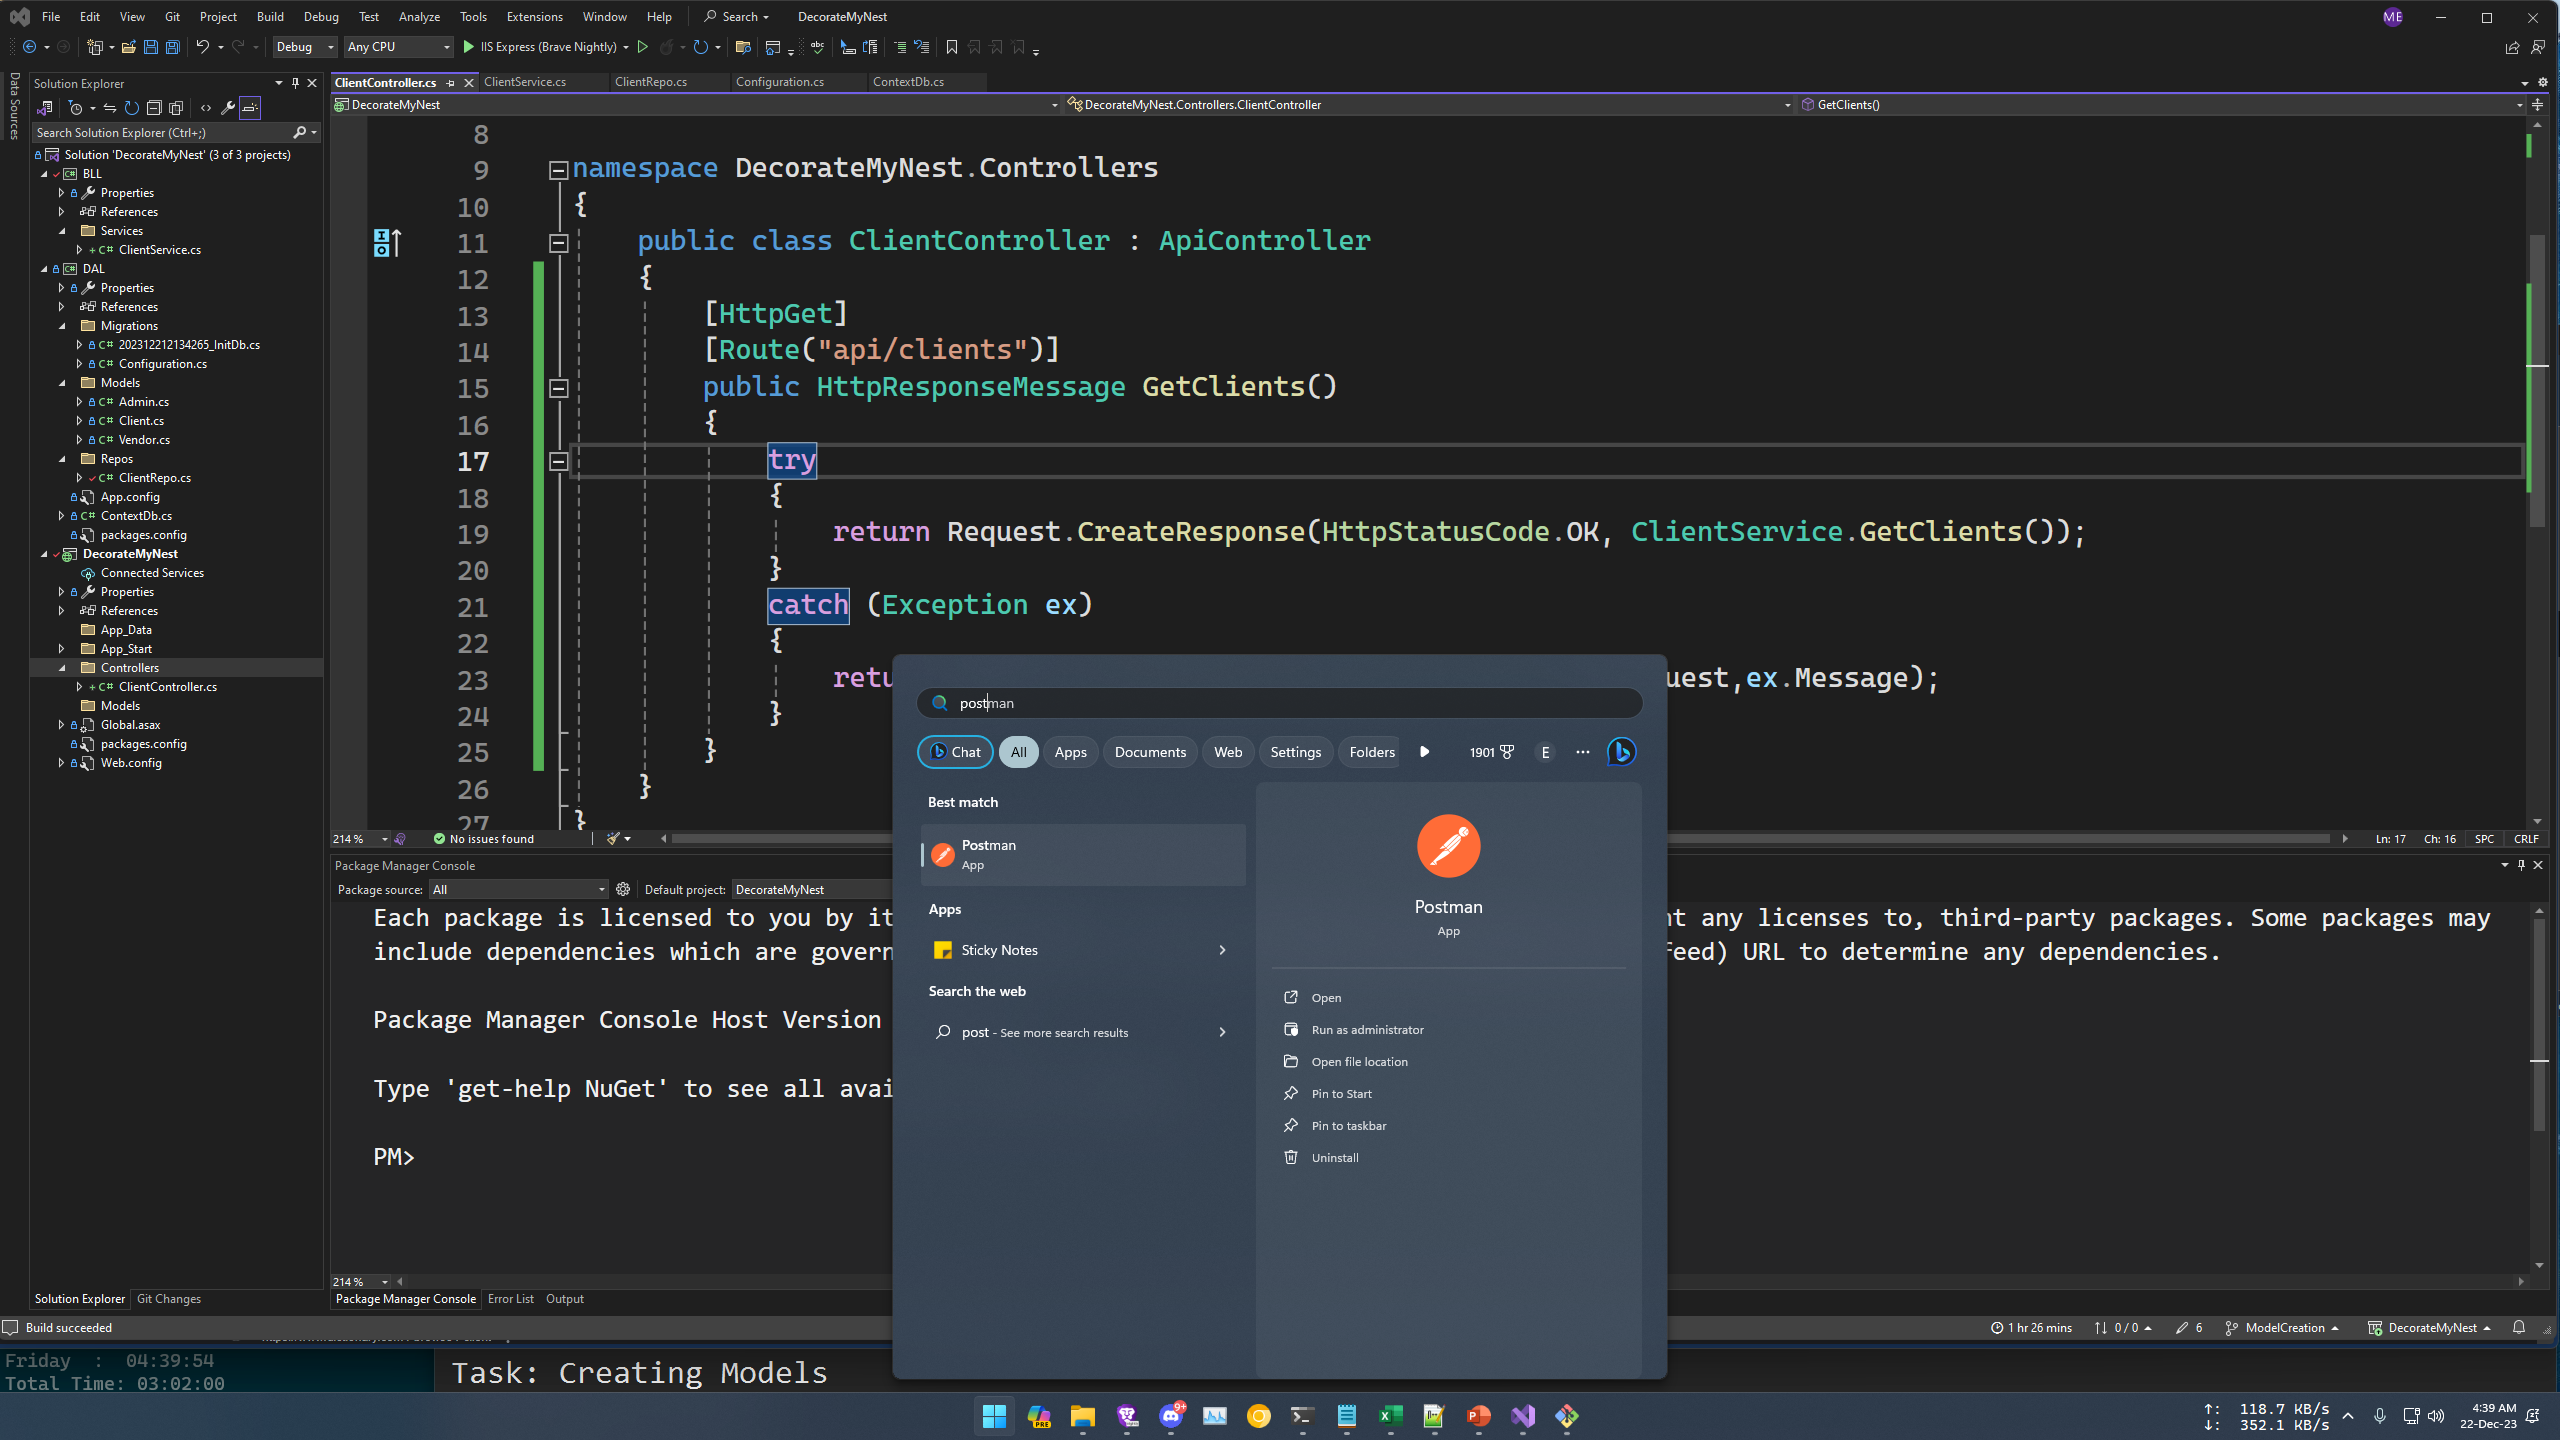 File Edit View Git Project Build Debug Test Analyze Tools Extensions Window Help Search DecorateMyNest ME
Debug Any CPU IIS Express (Brave Nightly)
Data Sources
Solution Explorer
Search Solution Explorer (Ctrl+;)
Solution 'DecorateMyNest' (3 of 3 projects)
BLL
Properties
References
Services
ClientService.cs
DAL
Properties
References
Migrations
202312212134265_InitDb.cs
Configuration.cs
Models
Admin.cs
Client.cs
Vendor.cs
Repos
ClientRepo.cs
App.config
ContextDb.cs
packages.config
DecorateMyNest
Connected Services
Properties
References
App_Data
App_Start
Controllers
ClientController.cs
Models
Global.asax
packages.config
Web.config
Solution Explorer Git Changes
ClientController.cs ClientService.cs ClientRepo.cs Configuration.cs ContextDb.cs
DecorateMyNest DecorateMyNest.Controllers.ClientController GetClients()
8
9 namespace DecorateMyNest.Controllers
10 {
11 public class ClientController : ApiController
12 {
13 [HttpGet]
14 [Route("api/clients")]
15 public HttpResponseMessage GetClients()
16 {
17 try
18 {
19 return Request.CreateResponse(HttpStatusCode.OK, ClientService.GetClients());
20 }
21 catch (Exception ex)
22 {
23 retu uest,ex.Message);
24 }
25 }
26 }
27 }
214 % No issues found Ln: 17 Ch: 16 SPC CRLF
Package Manager Console
Package source: All Default project: DecorateMyNest
Each package is licensed to you by it nt any licenses to, third-party packages. Some packages may
include dependencies which are govern feed) URL to determine any dependencies.
Package Manager Console Host Version
Type 'get-help NuGet' to see all avai
PM>
214 %
Package Manager Console Error List Output
postman
Chat All Apps Documents Web Settings Folders 1901 E
Best match
Postman
App
Apps
Sticky Notes
Search the web
post - See more search results
Postman
App
Open
Run as administrator
Open file location
Pin to Start
Pin to taskbar
Uninstall
Build succeeded 1 hr 26 mins 0 / 0 6 ModelCreation DecorateMyNest
Friday : 04:39:54
Total Time: 03:02:00
Task: Creating Models
PRE 9+
↑: 118.7 KB/s
↓: 352.1 KB/s
4:39 AM
22-Dec-23